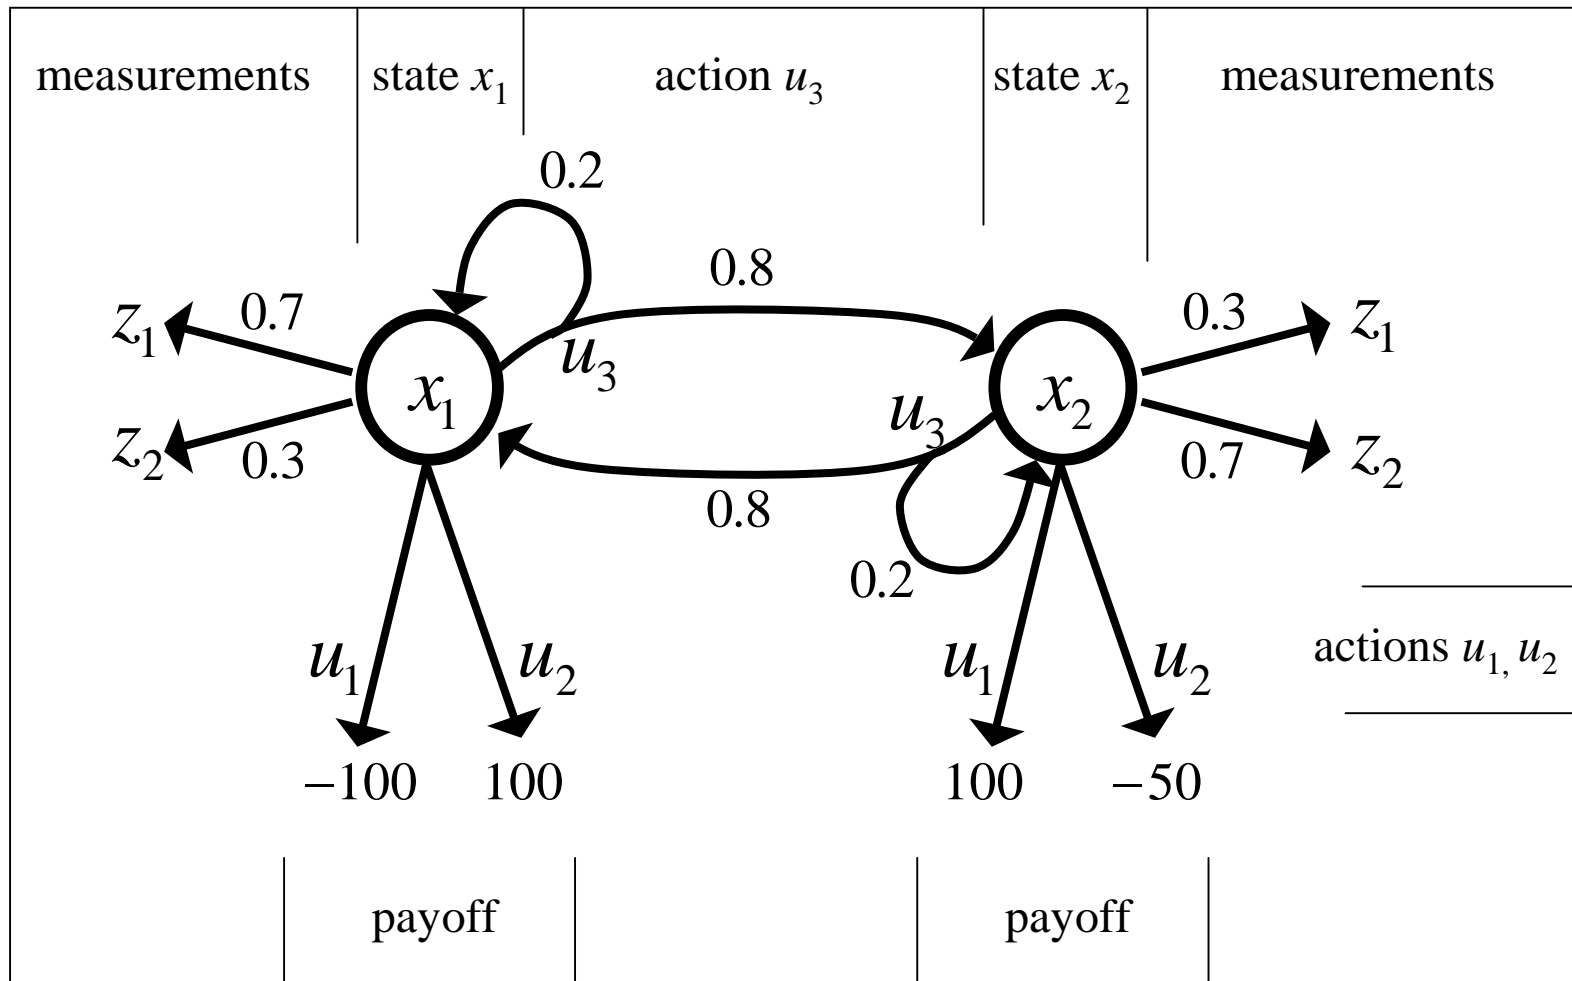 measurements state x₁ action u₃ state x₂ measurements
0.2
0.8
z₁ 0.7 0.3 z₁
u₃
x₁ x₂
u₃
z₂ 0.3 0.7 z₂
0.8
0.2
u₁ u₂ u₁ u₂ actions u₁, u₂
−100 100 100 −50
payoff payoff